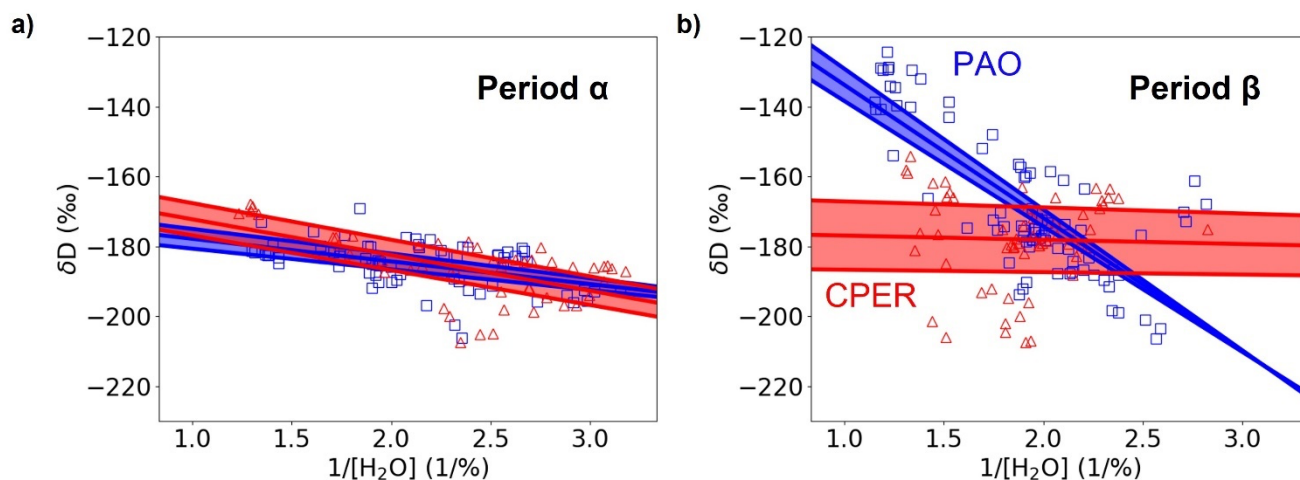 a)
−120
−140
−160
−180
−200
−220
δD (‰)
Period α
1.0 1.5 2.0 2.5 3.0
1/[H₂O] (1/%)
b)
−120
−140
−160
−180
−200
−220
δD (‰)
PAO
Period β
CPER
1.0 1.5 2.0 2.5 3.0
1/[H₂O] (1/%)